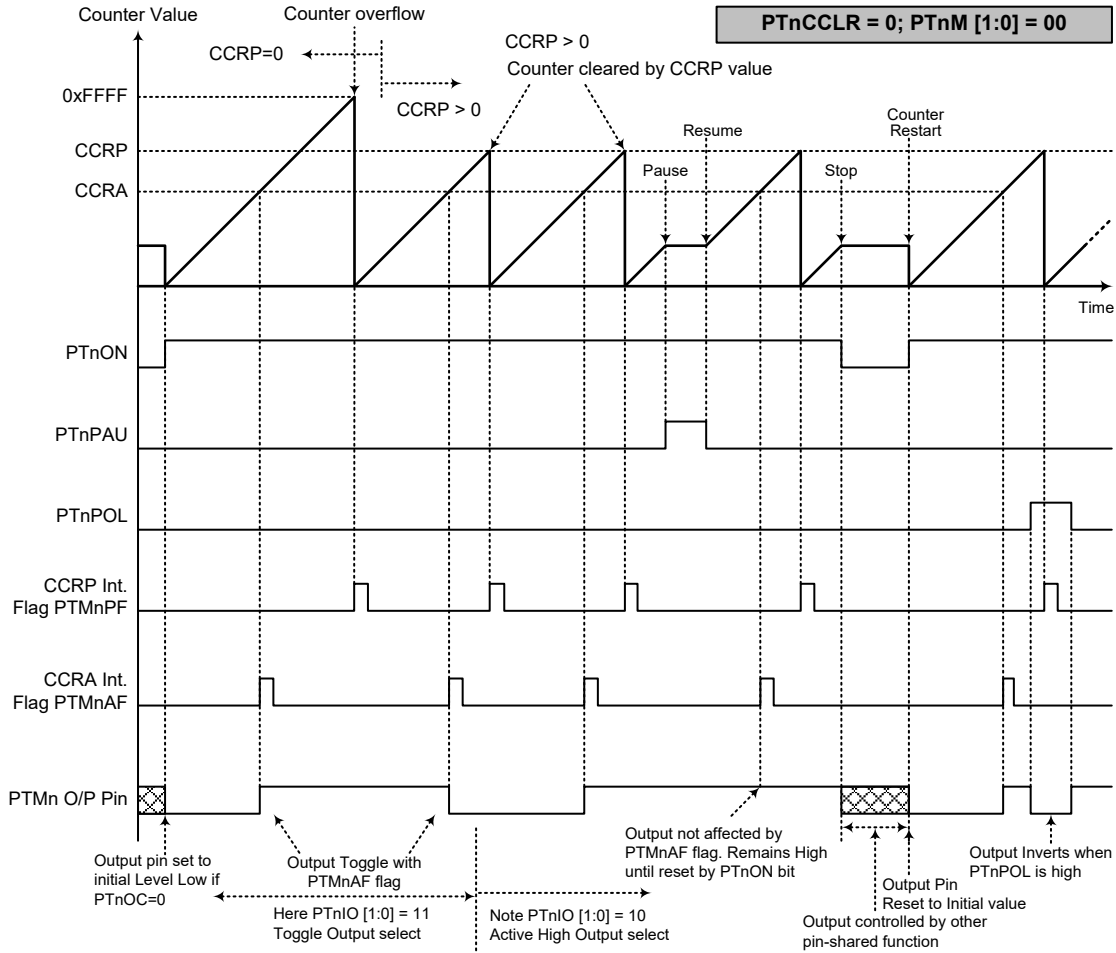 Counter Value
Counter overflow
PTnCCLR = 0; PTnM [1:0] = 00
CCRP=0
CCRP > 0
CCRP > 0
Counter cleared by CCRP value
0xFFFF
CCRP
CCRA
Pause
Resume
Stop
Counter
Restart
Time
PTnON
PTnPAU
PTnPOL
CCRP Int.
Flag PTMnPF
CCRA Int.
Flag PTMnAF
PTMn O/P Pin
Output pin set to
initial Level Low if
PTnOC=0
Output Toggle with
PTMnAF flag
Here PTnIO [1:0] = 11
Toggle Output select
Note PTnIO [1:0] = 10
Active High Output select
Output not affected by
PTMnAF flag. Remains High
until reset by PTnON bit
Output controlled by other
pin-shared function
Output Pin
Reset to Initial value
Output Inverts when
PTnPOL is high